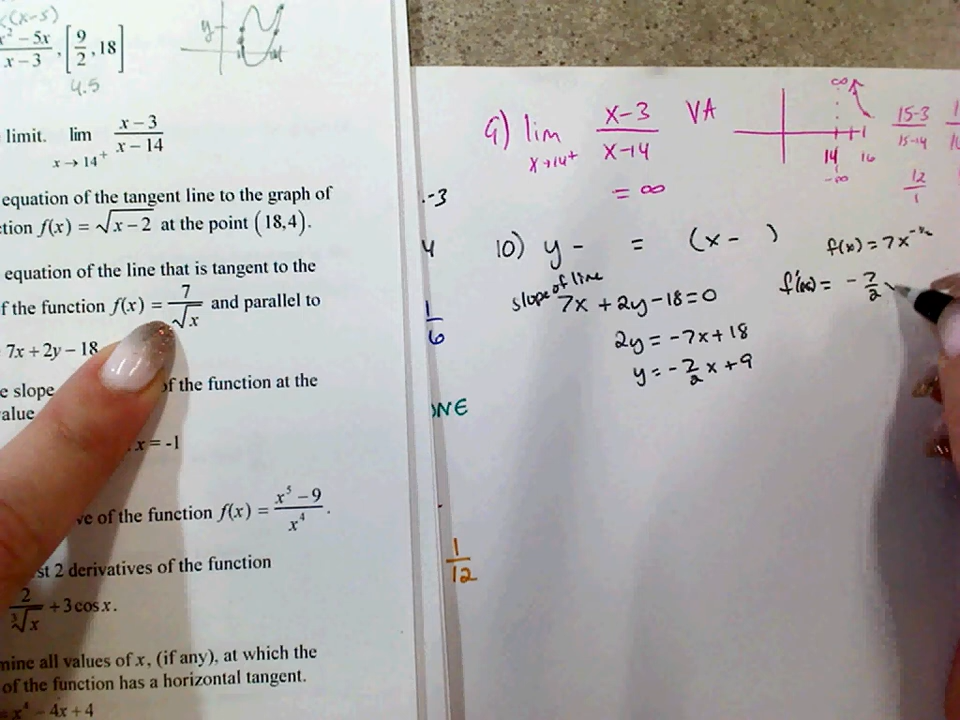 (x-5)
x² - 5x
x - 3
, [9/2, 18]
4.5
y
limit. lim x→14⁺ (x-3)/(x-14)
equation of the tangent line to the graph of
tion f(x) = √(x-2) at the point (18,4).
equation of the line that is tangent to the
f the function f(x) = 7/√x and parallel to
7x+2y-18
e slope of the function at the
alue
x = -1
ve of the function f(x) = (x⁵-9)/x⁴.
st 2 derivatives of the function
2/∛x + 3cos x.
mine all values of x, (if any), at which the
of the function has a horizontal tangent.
= x⁴ - 4x + 4
-3
4
1/6
ONE
1/12
9) lim x→14⁺ (x-3)/(x-14) VA
= ∞
∞
14 16
-∞
15-3
15-14
12
1
10) y - = (x - )
slope of line
7x + 2y - 18 = 0
2y = -7x + 18
y = -7/2 x + 9
f(x) = 7x^-½
f'(x) = -7/2